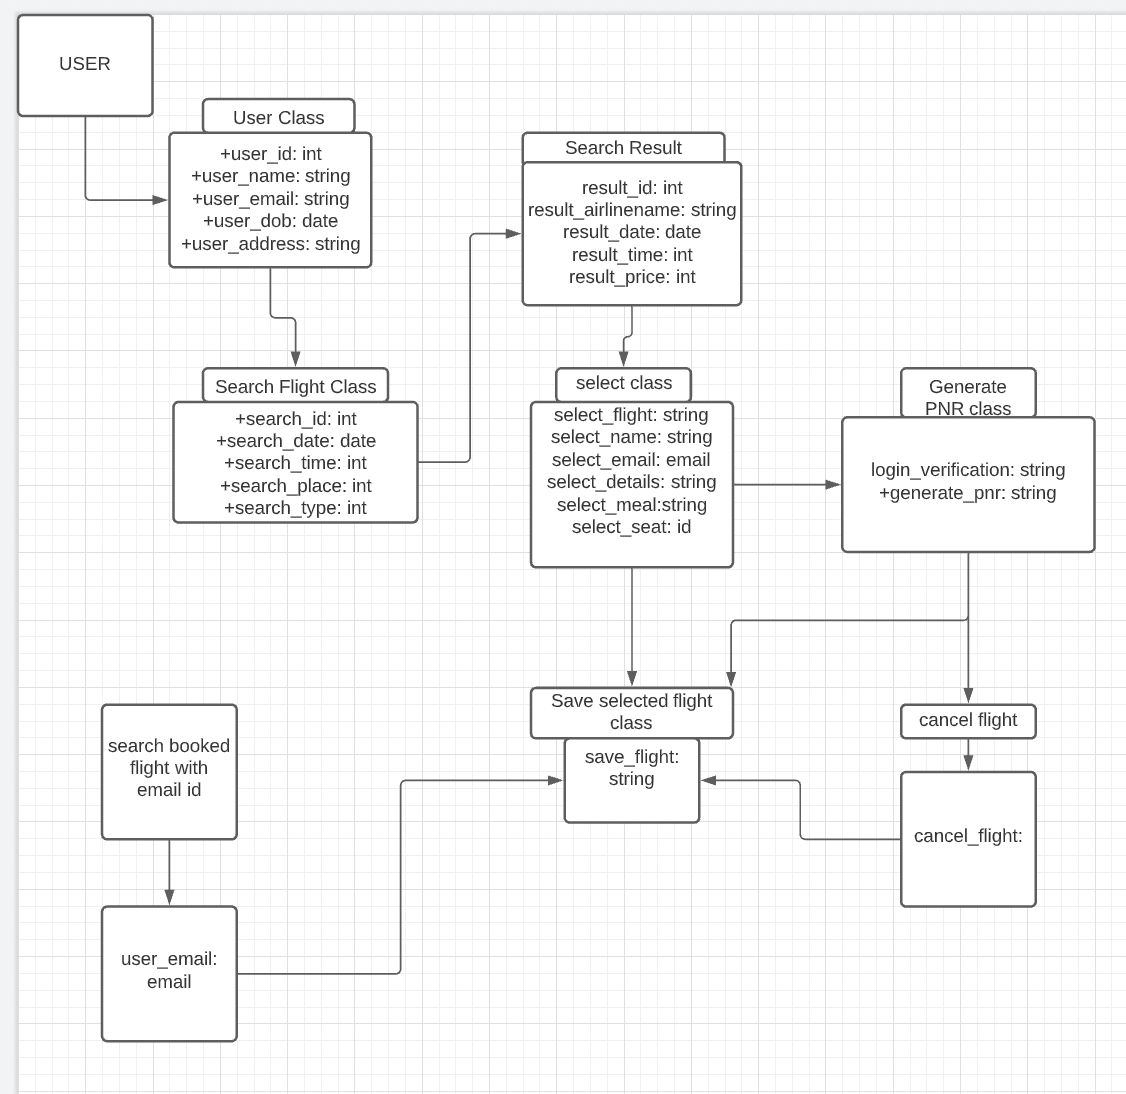 USER
User Class
+user_id: int
+user_name: string
+user_email: string
+user_dob: date
+user_address: string
Search Result
result_id: int
result_airlinename: string
result_date: date
result_time: int
result_price: int
Search Flight Class
+search_id: int
+search_date: date
+search_time: int
+search_place: int
+search_type: int
select class
select_flight: string
select_name: string
select_email: email
select_details: string
select_meal:string
select_seat: id
Generate
PNR class
login_verification: string
+generate_pnr: string
Save selected flight
class
save_flight:
string
cancel flight
cancel_flight:
search booked
flight with
email id
user_email:
email